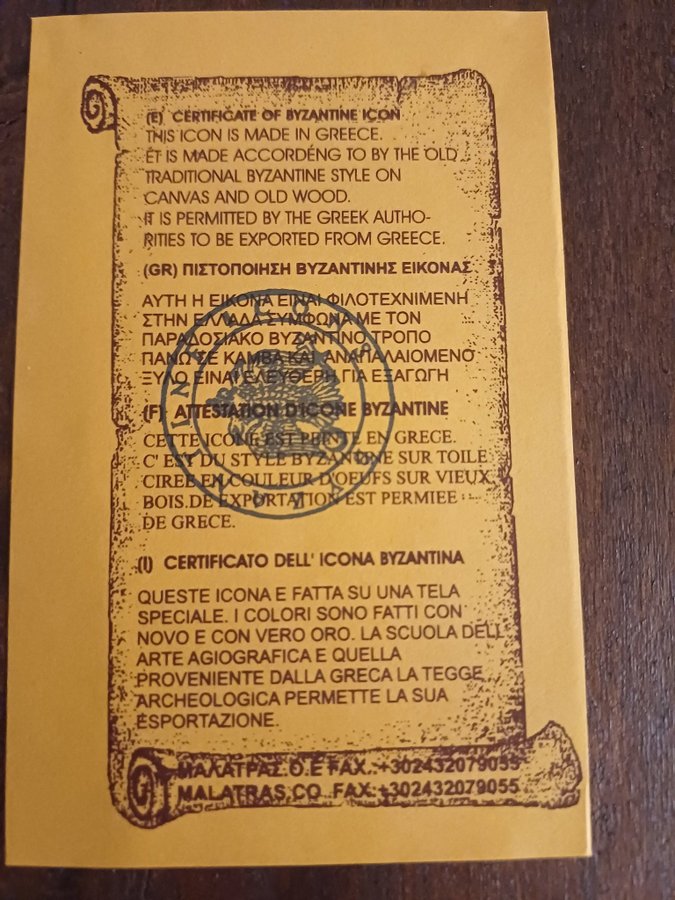 (E) CERTIFICATE OF BYZANTINE ICON
THIS ICON IS MADE IN GREECE.
ÉT IS MADE ACCORDÉNG TO BY THE OLD
TRADITIONAL BYZANTINE STYLE ON
CANVAS AND OLD WOOD.
IT IS PERMITTED BY THE GREEK AUTHO-
RITIES TO BE EXPORTED FROM GREECE.
(GR) ΠΙΣΤΟΠΟΙΗΣΗ ΒΥΖΑΝΤΙΝΗΣ ΕΙΚΟΝΑΣ
ΑΥΤΗ Η ΕΙΚΟΝΑ ΕΙΝΑΙ ΦΙΛΟΤΕΧΝΙΜΕΝΗ
ΣΤΗΝ ΕΛΛΑΔΑ ΣΥΜΦΩΝΑ ΜΕ ΤΟΝ
ΠΑΡΑΔΟΣΙΑΚΟ ΒΥΖΑΝΤΙΝΟ ΤΡΟΠΟ
ΠΑΝΩ ΣΕ ΚΑΜΒΑ ΚΑΙ ΑΝΑΠΑΛΑΙΟΜΕΝΟ
ΞΥΛΟ ΕΙΝΑΙ ΕΛΕΥΘΕΡΗ ΓΙΑ ΕΞΑΓΩΓΗ
(F) ATTESTATION D'ICONE BYZANTINE
CETTE ICONE EST PEINTE EN GRECE.
C' EST DU STYLE BYZANTINE SUR TOILE
CIREE EN COULEUR D'OEUFS SUR VIEUX
BOIS.DE EXPORTATION EST PERMIEE
DE GRECE.
(I) CERTIFICATO DELL' ICONA BYZANTINA
QUESTE ICONA E FATTA SU UNA TELA
SPECIALE. I COLORI SONO FATTI CON
NOVO E CON VERO ORO. LA SCUOLA DELL
ARTE AGIOGRAFICA E QUELLA
PROVENIENTE DALLA GRECA LA TEGGE
ARCHEOLOGICA PERMETTE LA SUA
ESPORTAZIONE.
ΜΑΛΑΤΡΑΣ Ο.Ε FAX.:+302432079055
MALATRAS CO FAX:+302432079055